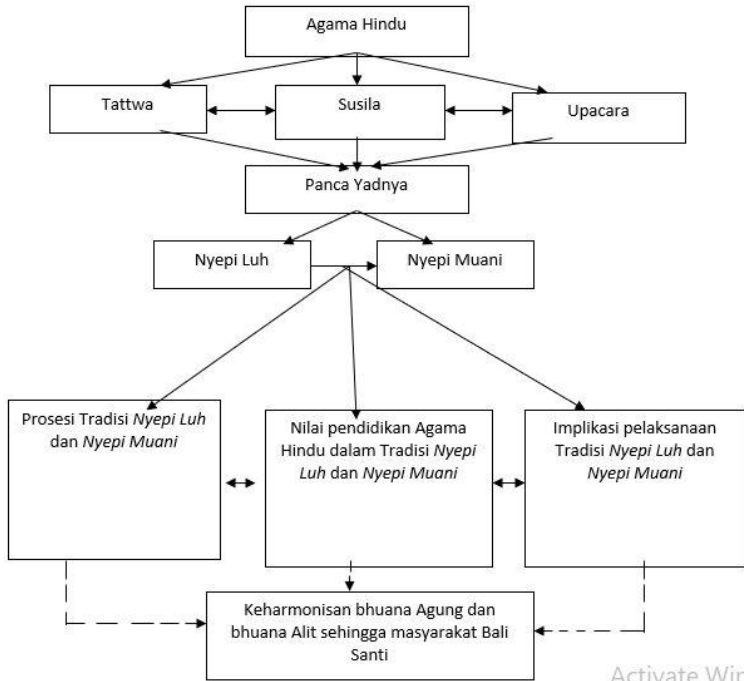 Agama Hindu
Tattwa
Susila
Upacara
Panca Yadnya
Nyepi Luh
Nyepi Muani
Prosesi Tradisi Nyepi Luh
dan Nyepi Muani
Nilai pendidikan Agama
Hindu dalam Tradisi Nyepi
Luh dan Nyepi Muani
Implikasi pelaksanaan
Tradisi Nyepi Luh dan
Nyepi Muani
Keharmonisan bhuana Agung dan
bhuana Alit sehingga masyarakat Bali
Santi
Activate Win